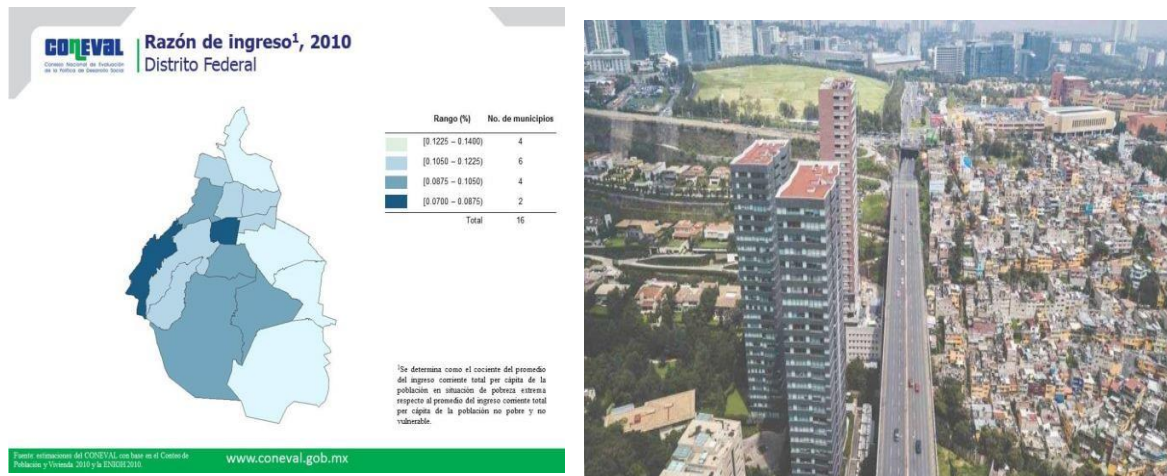 CONEVAL
Consejo Nacional de Evaluación
de la Política de Desarrollo Social
Razón de ingreso¹, 2010
Distrito Federal
Rango (%) No. de municipios
[0.1225 – 0.1400) 4
[0.1050 – 0.1225) 6
[0.0875 – 0.1050) 4
[0.0700 – 0.0875) 2
Total 16
¹Se determina como el cociente del promedio
del ingreso corriente total per cápita de la
población en situación de pobreza extrema
respecto al promedio del ingreso corriente total
per cápita de la población no pobre y no
vulnerable.
Fuente: estimaciones del CONEVAL con base en el Censo de
Población y Vivienda 2010 y la ENIGH 2010.
www.coneval.gob.mx